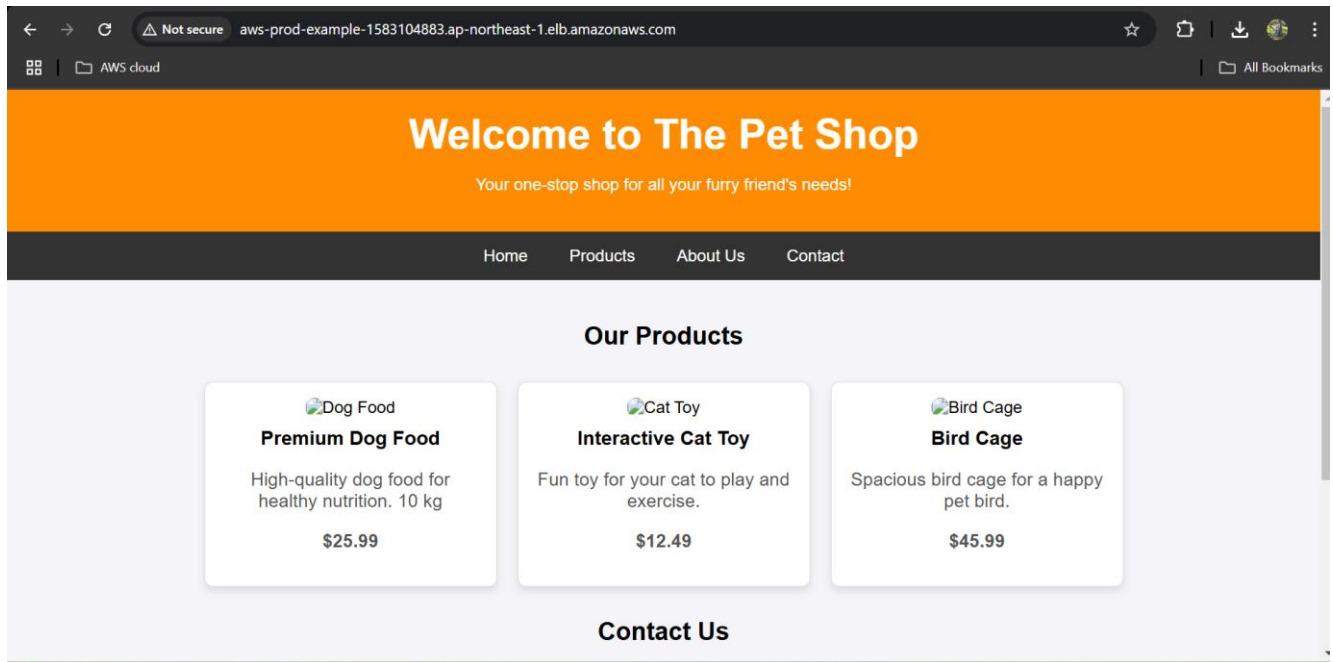 Not secure aws-prod-example-1583104883.ap-northeast-1.elb.amazonaws.com
AWS cloud All Bookmarks
Welcome to The Pet Shop
Your one-stop shop for all your furry friend's needs!
Home Products About Us Contact
Our Products
Dog Food
Premium Dog Food
High-quality dog food for
healthy nutrition. 10 kg
$25.99
Cat Toy
Interactive Cat Toy
Fun toy for your cat to play and
exercise.
$12.49
Bird Cage
Bird Cage
Spacious bird cage for a happy
pet bird.
$45.99
Contact Us